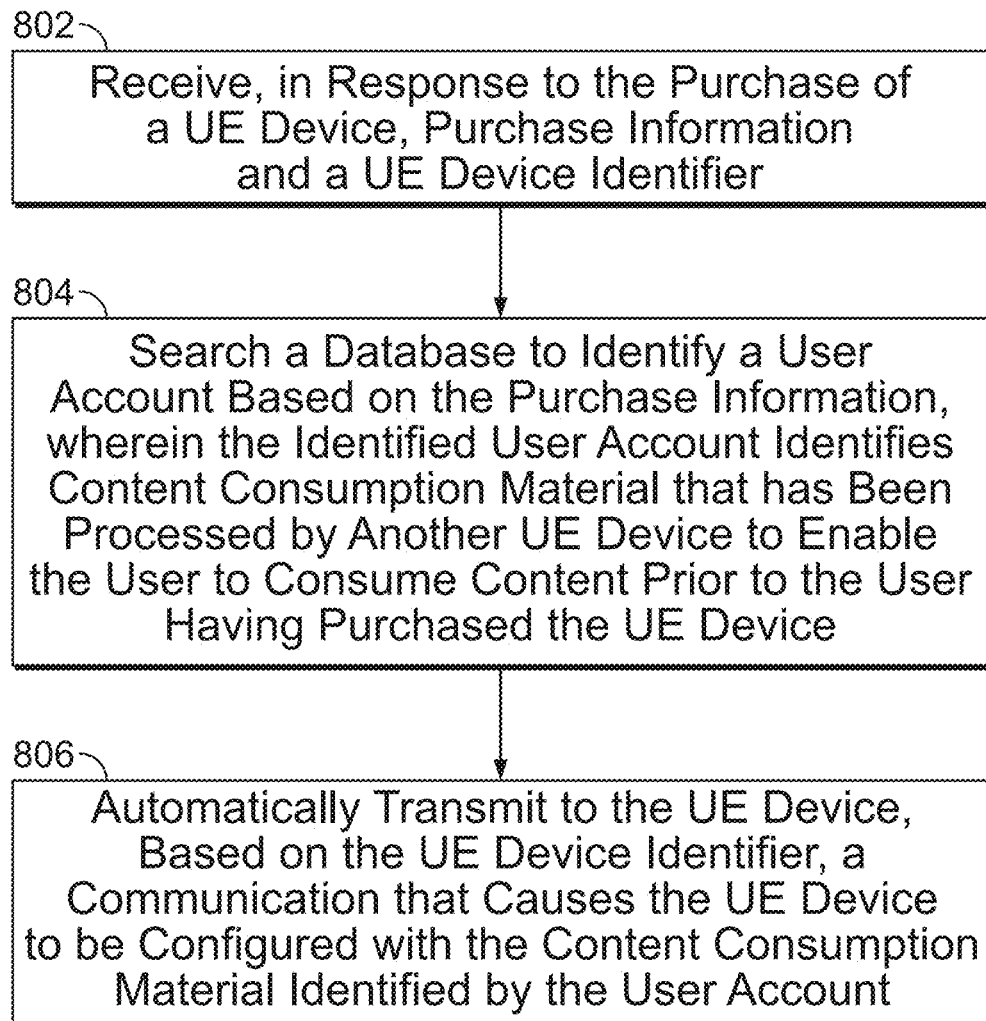 802
Receive, in Response to the Purchase of
a UE Device, Purchase Information
and a UE Device Identifier
804
Search a Database to Identify a User
Account Based on the Purchase Information,
wherein the Identified User Account Identifies
Content Consumption Material that has Been
Processed by Another UE Device to Enable
the User to Consume Content Prior to the User
Having Purchased the UE Device
806
Automatically Transmit to the UE Device,
Based on the UE Device Identifier, a
Communication that Causes the UE Device
to be Configured with the Content Consumption
Material Identified by the User Account